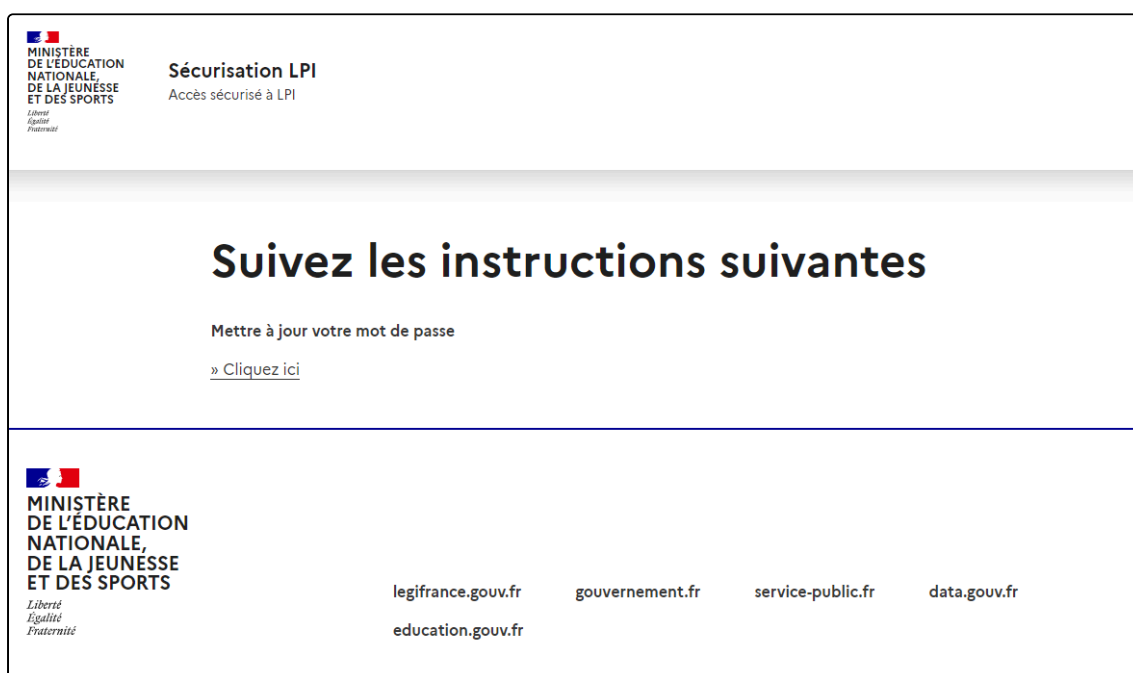 MINISTÈRE
DE L'ÉDUCATION
NATIONALE,
DE LA JEUNESSE
ET DES SPORTS
Liberté
Égalité
Fraternité
Sécurisation LPI
Accès sécurisé à LPI
Suivez les instructions suivantes
Mettre à jour votre mot de passe
» Cliquez ici
MINISTÈRE
DE L'ÉDUCATION
NATIONALE,
DE LA JEUNESSE
ET DES SPORTS
Liberté
Égalité
Fraternité
legifrance.gouv.fr gouvernement.fr service-public.fr data.gouv.fr
education.gouv.fr